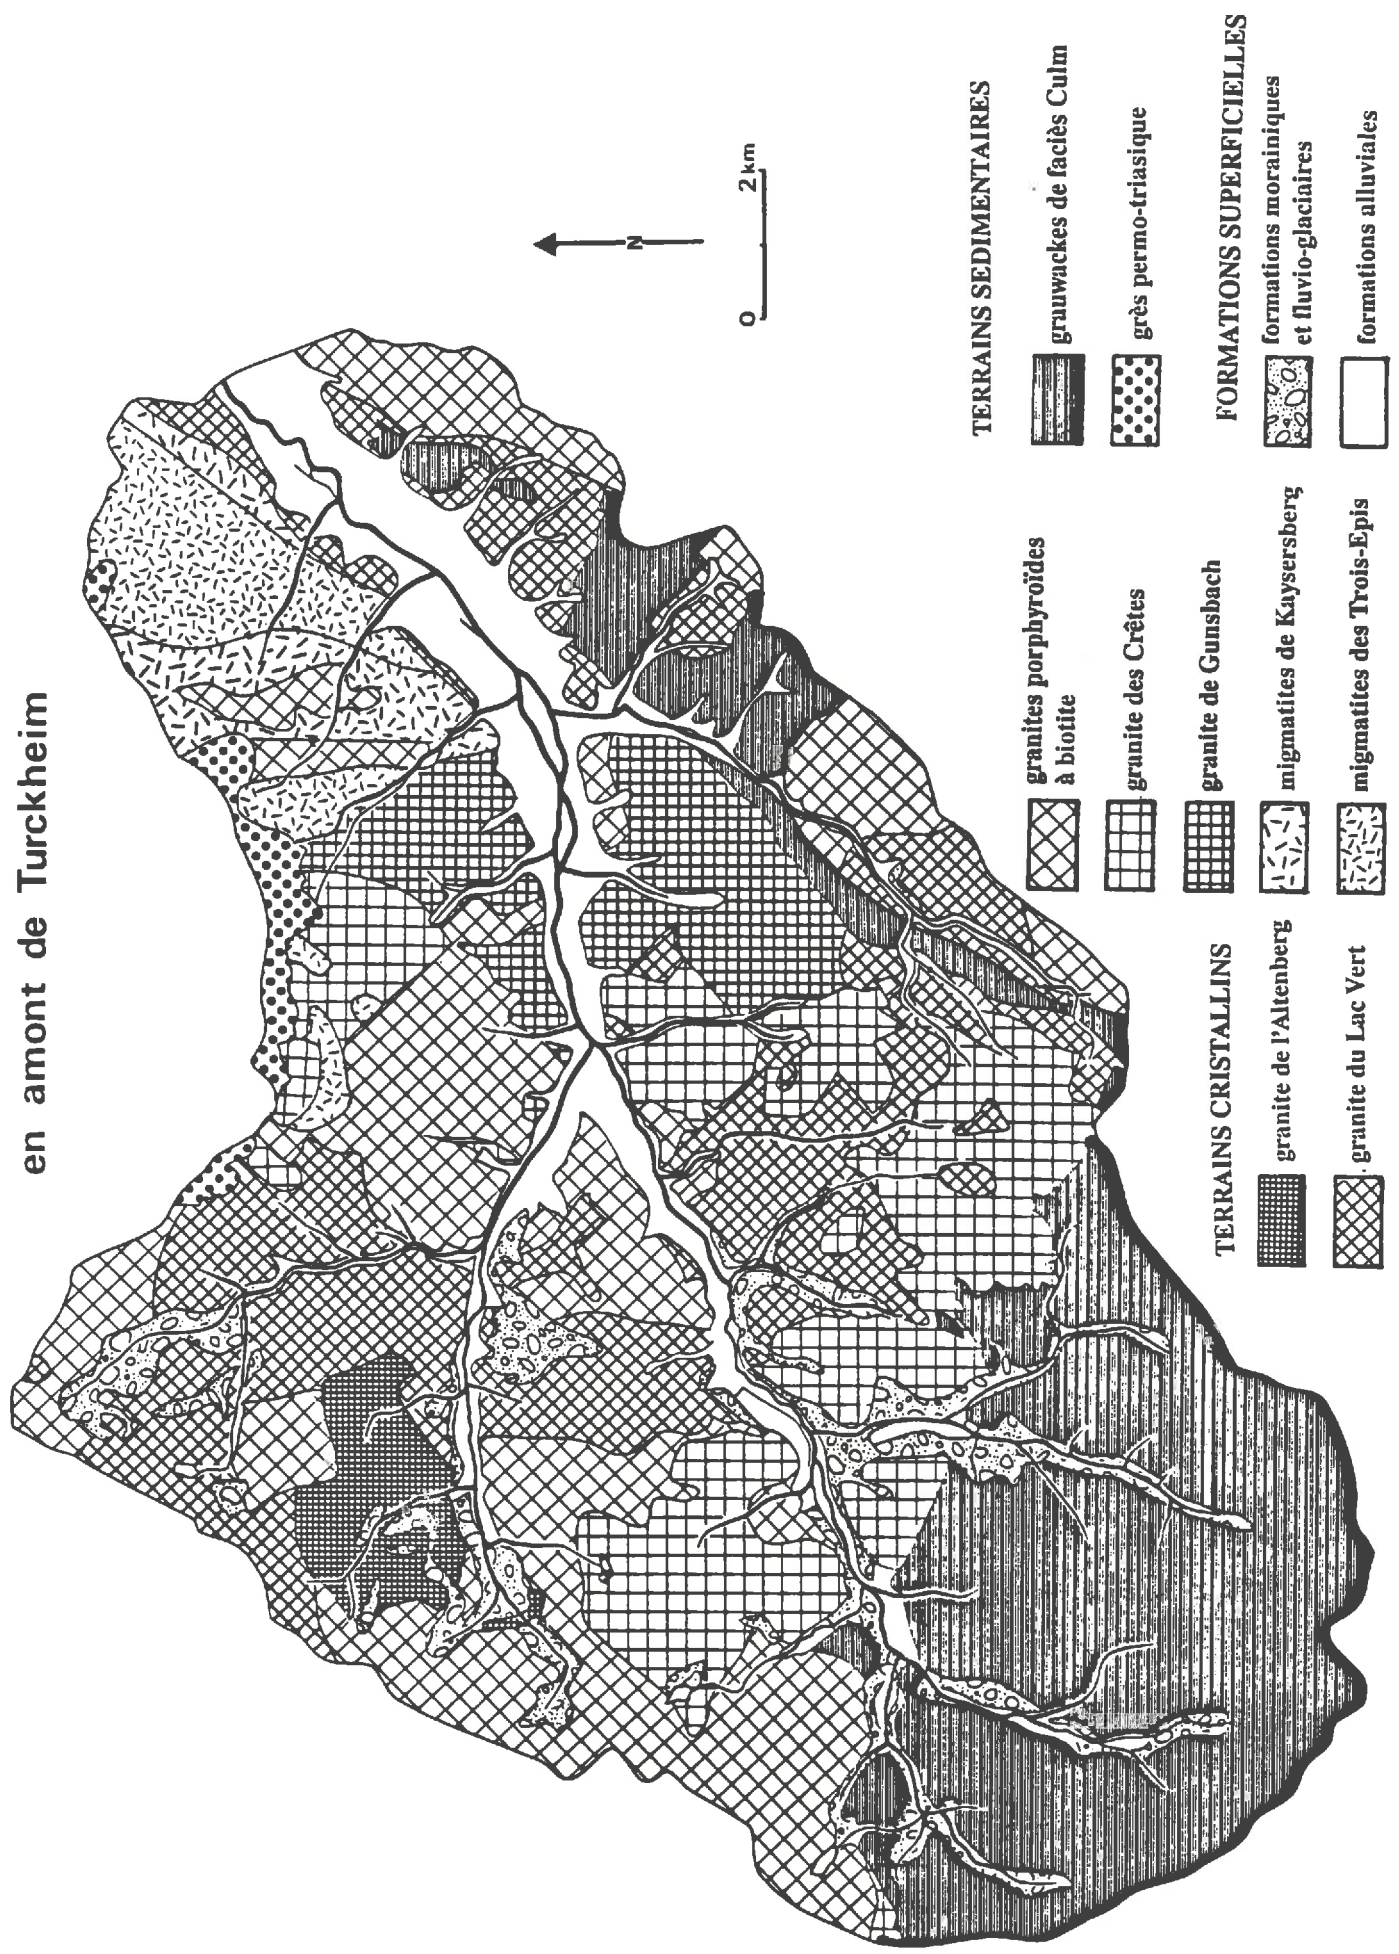 en amont de Turckheim
N
0 2 km
TERRAINS CRISTALLINS
granite de l'Altenberg
granite du Lac Vert
granites porphyroïdes
à biotite
granite des Crêtes
granite de Gunsbach
migmatites de Kaysersberg
migmatites des Trois-Epis
TERRAINS SEDIMENTAIRES
grauwackes de faciès Culm
grès permo-triasique
FORMATIONS SUPERFICIELLES
formations morainiques
et fluvio-glaciaires
formations alluviales